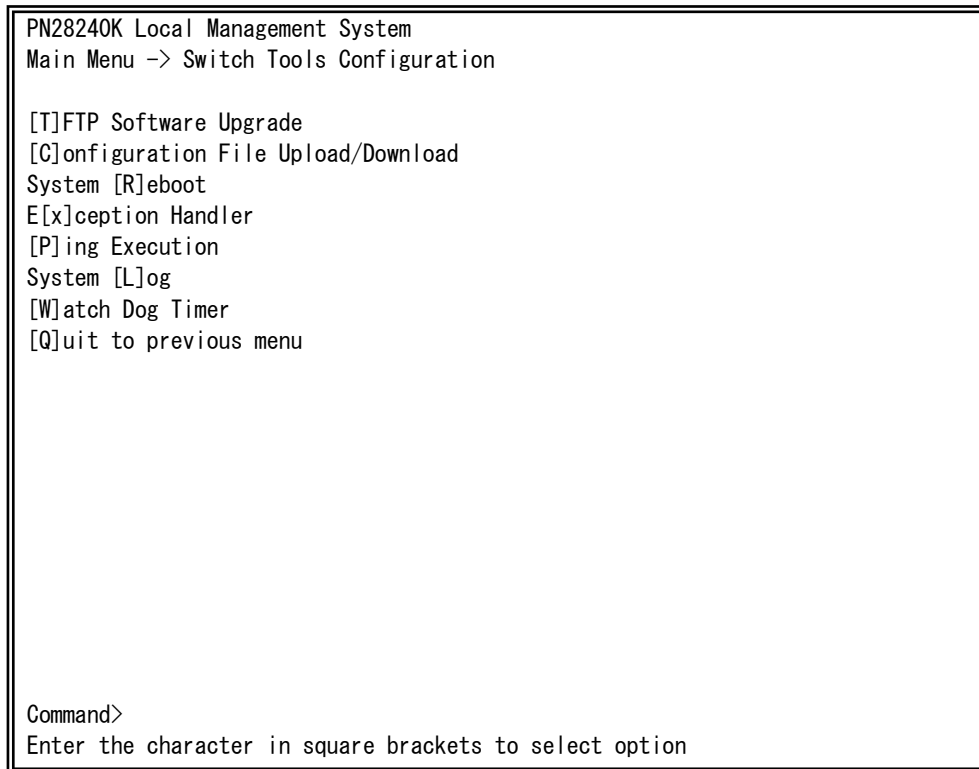 PN28240K Local Management System
Main Menu -> Switch Tools Configuration
[T]FTP Software Upgrade
[C]onfiguration File Upload/Download
System [R]eboot
E[x]ception Handler
[P]ing Execution
System [L]og
[W]atch Dog Timer
[Q]uit to previous menu
Command>
Enter the character in square brackets to select option